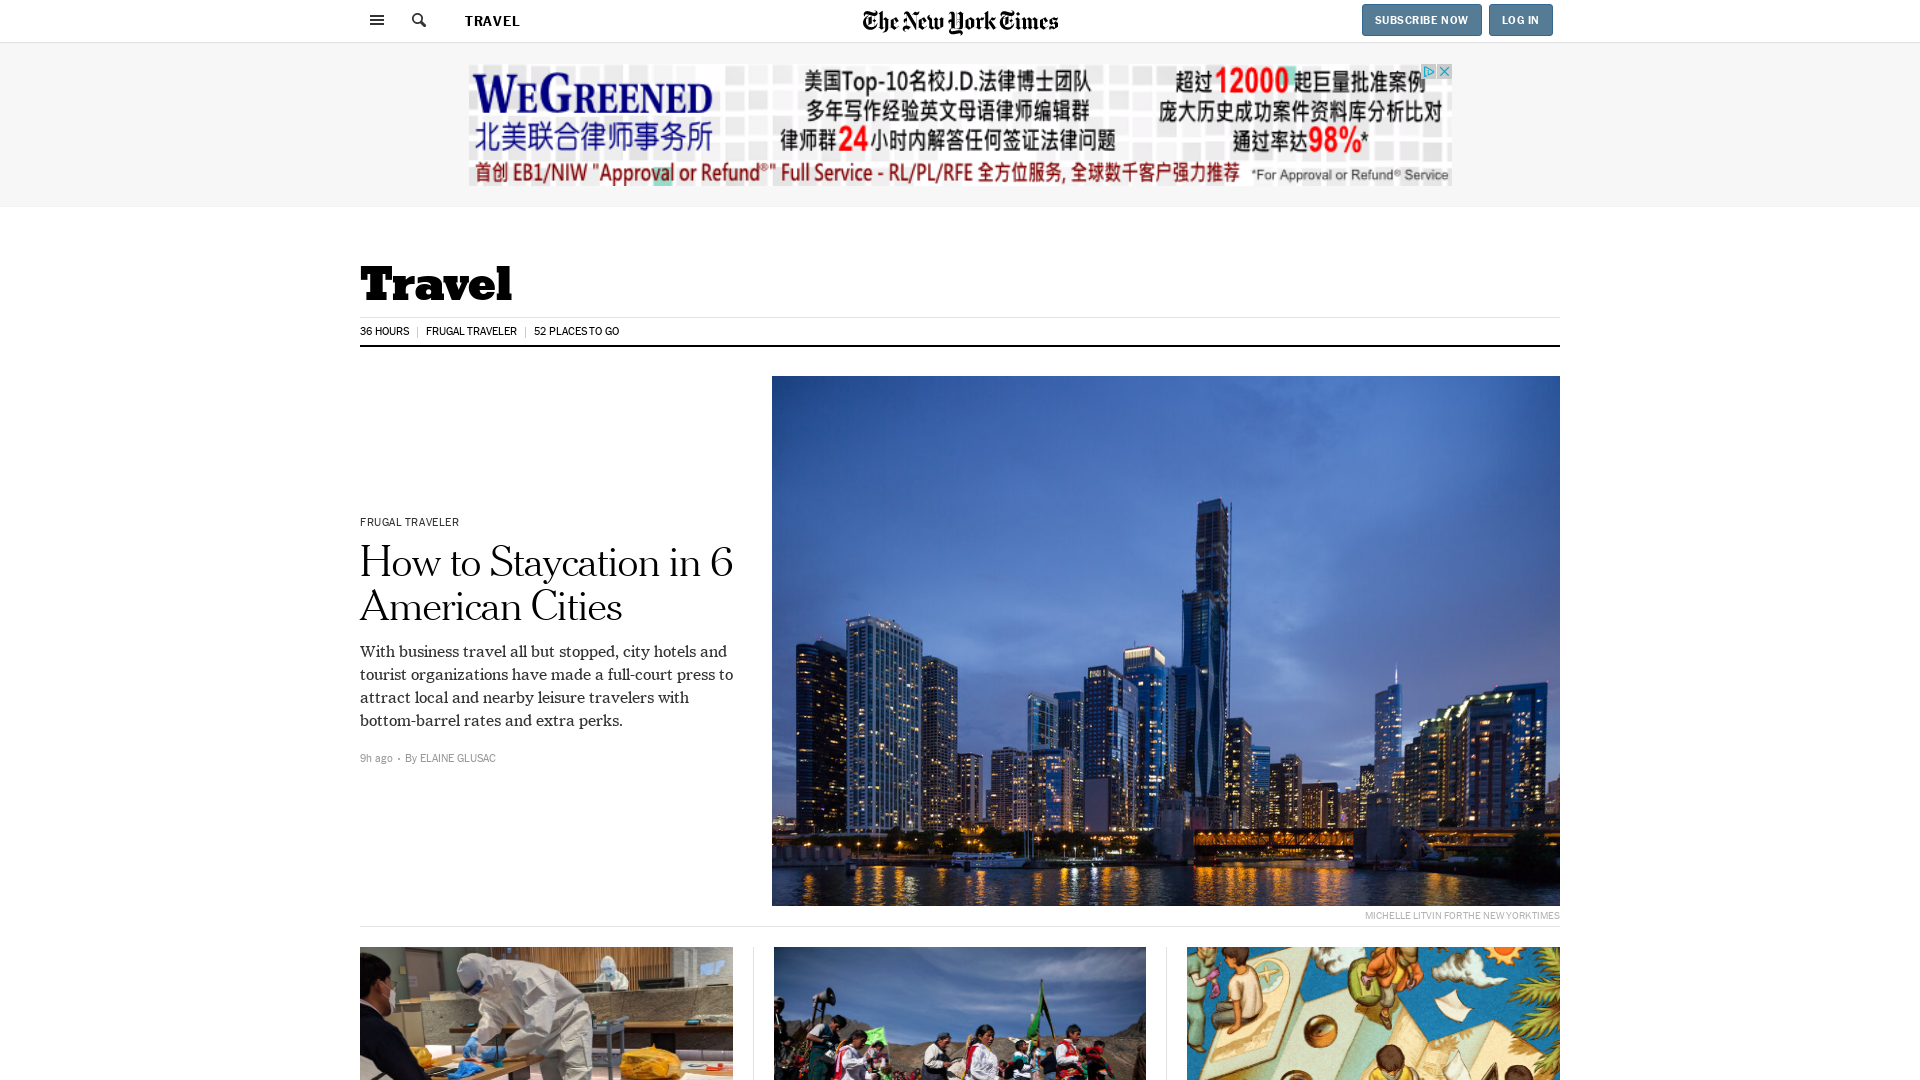 TRAVEL
The New York Times
SUBSCRIBE NOW
LOG IN
WEGREENED
北美联合律师事务所
美国Top-10名校J.D.法律博士团队
多年写作经验英文母语律师编辑群
律师群24小时内解答任何签证法律问题
超过12000起巨量批准案例
庞大历史成功案件资料库分析比对
通过率达98%*
首创 EB1/NIW "Approval or Refund®" Full Service - RL/PL/RFE 全方位服务, 全球数千客户强力推荐
*For Approval or Refund® Service
Travel
36 HOURS
FRUGAL TRAVELER
52 PLACES TO GO
FRUGAL TRAVELER
How to Staycation in 6
American Cities
With business travel all but stopped, city hotels and
tourist organizations have made a full-court press to
attract local and nearby leisure travelers with
bottom-barrel rates and extra perks.
9h ago • By ELAINE GLUSAC
MICHELLE LITVIN FOR THE NEW YORK TIMES